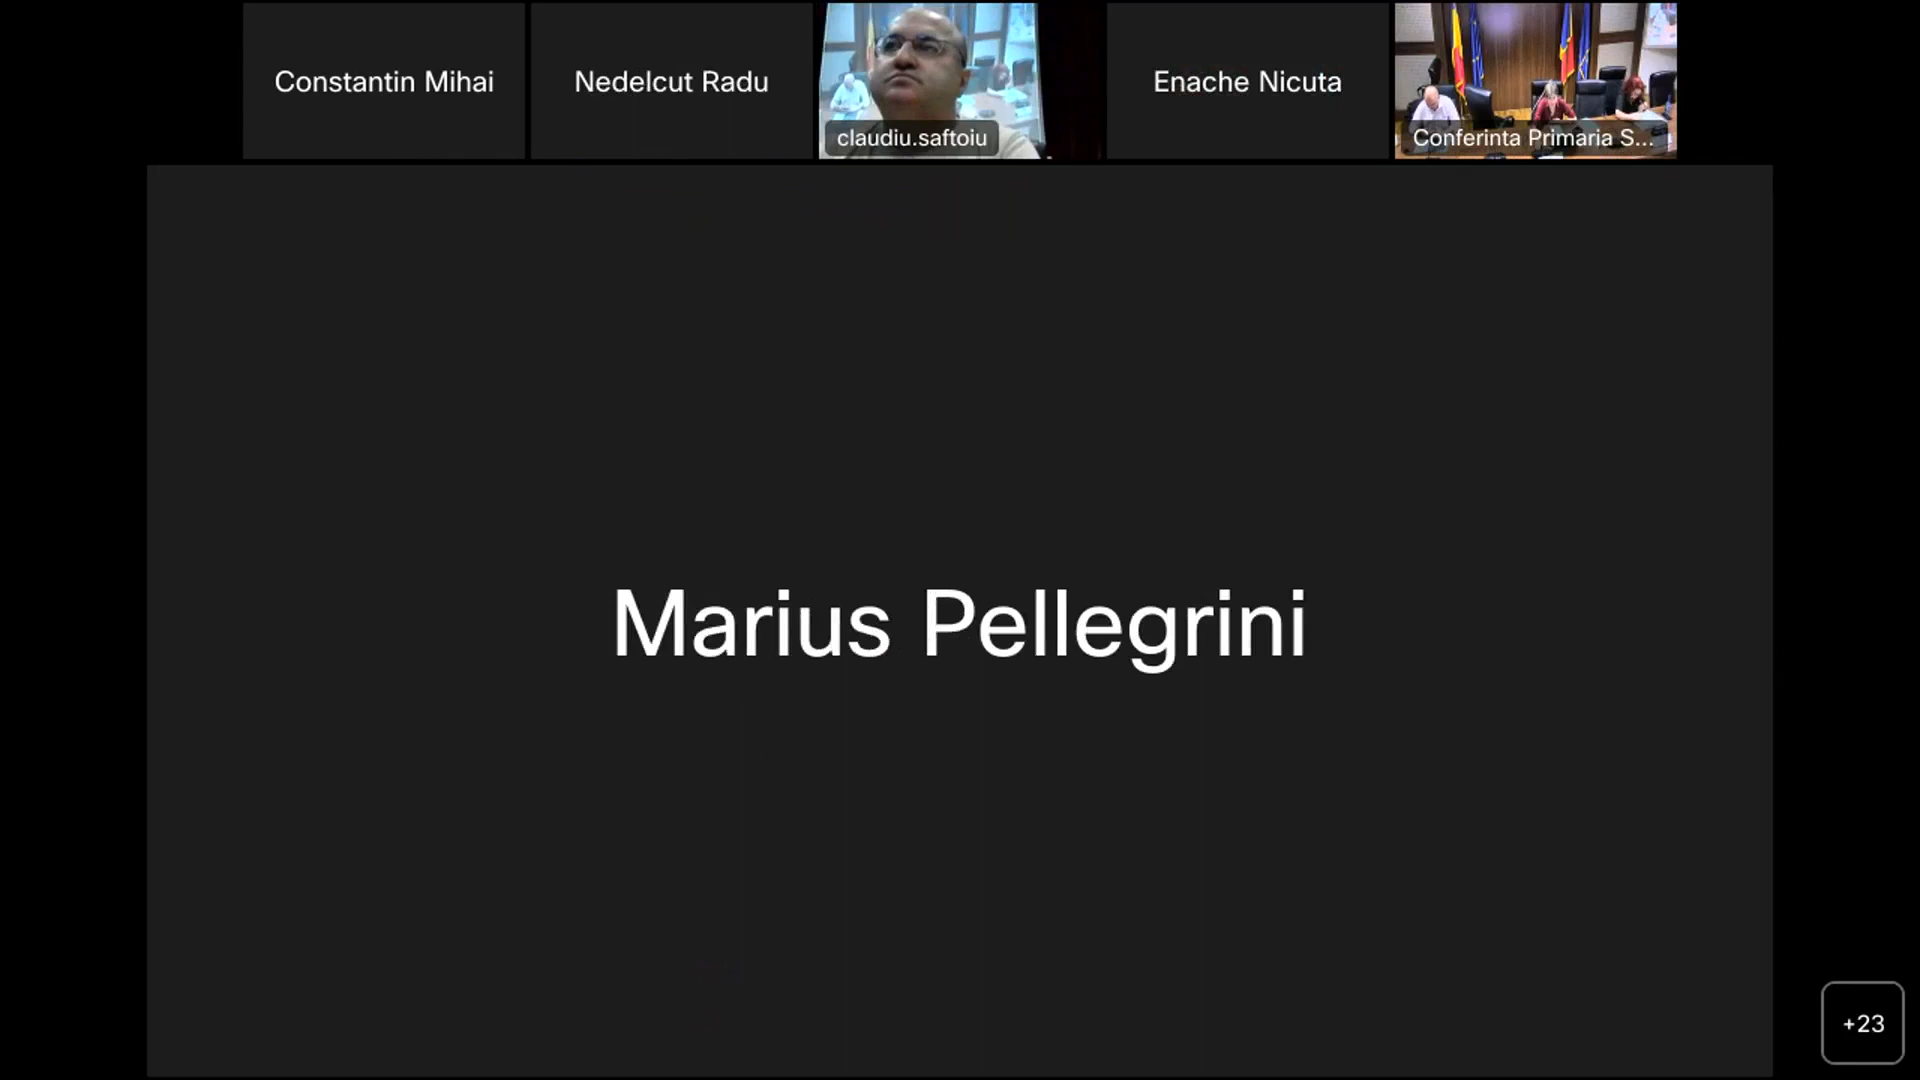 Constantin Mihai
Nedelcut Radu
claudiu.saftoiu
Enache Nicuta
Conferinta Primaria S...
Marius Pellegrini
+23